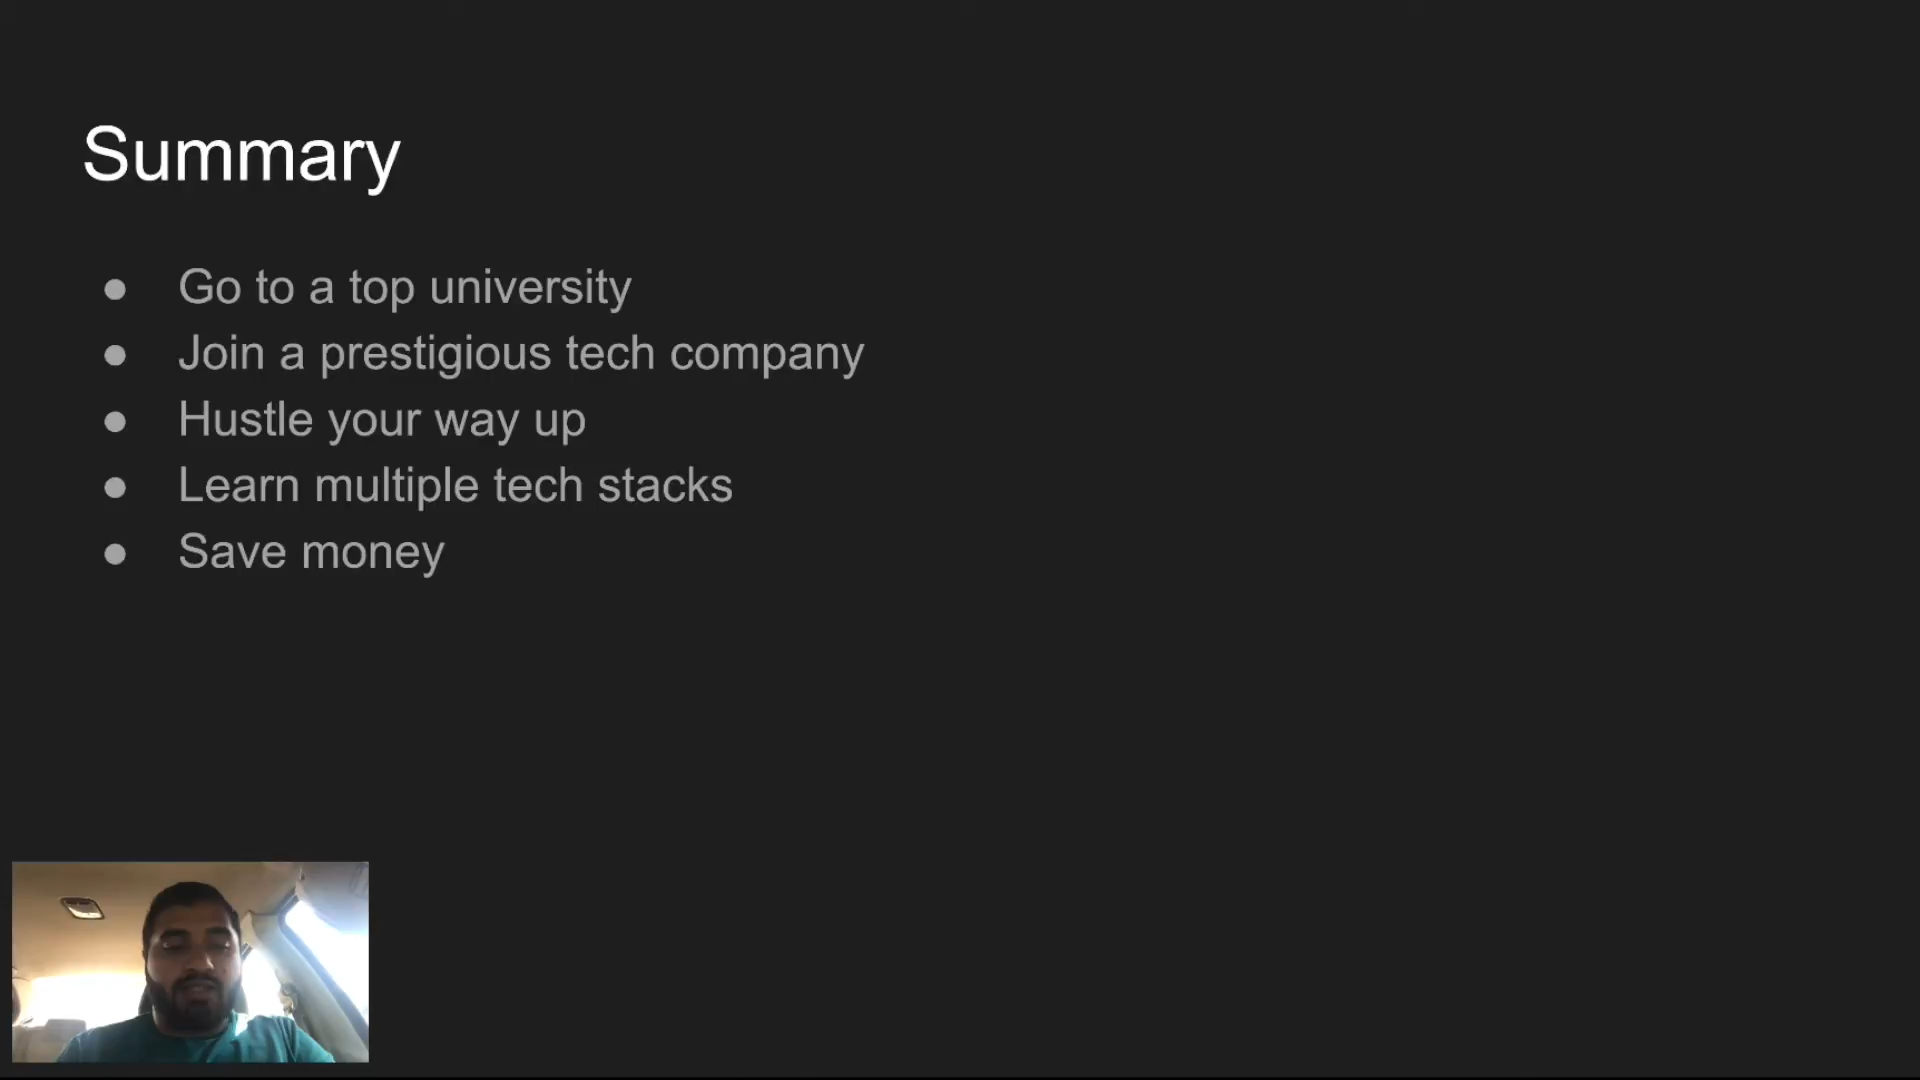 Summary
● Go to a top university
● Join a prestigious tech company
● Hustle your way up
● Learn multiple tech stacks
● Save money